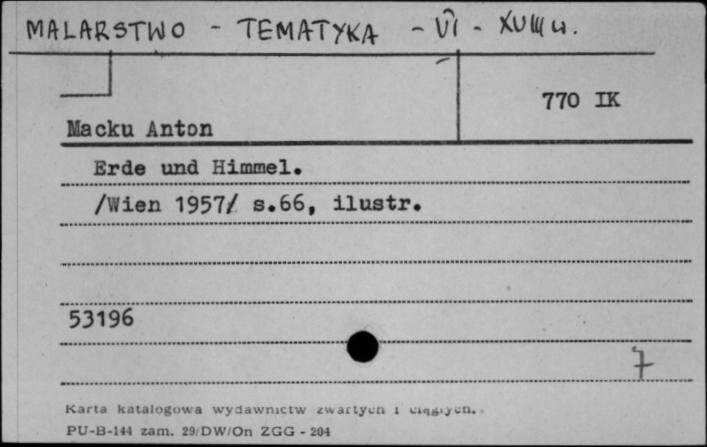 MALARSTWO - TEMATYKA - VI - XVIII w.
770 IK
Macku Anton
Erde und Himmel.
/Wien 1957/ s.66, ilustr.
53196
7
Karta katalogowa wydawnictw zwartych i ciągłych.
PU-B-144 zam. 29/DW/On ZGG - 204